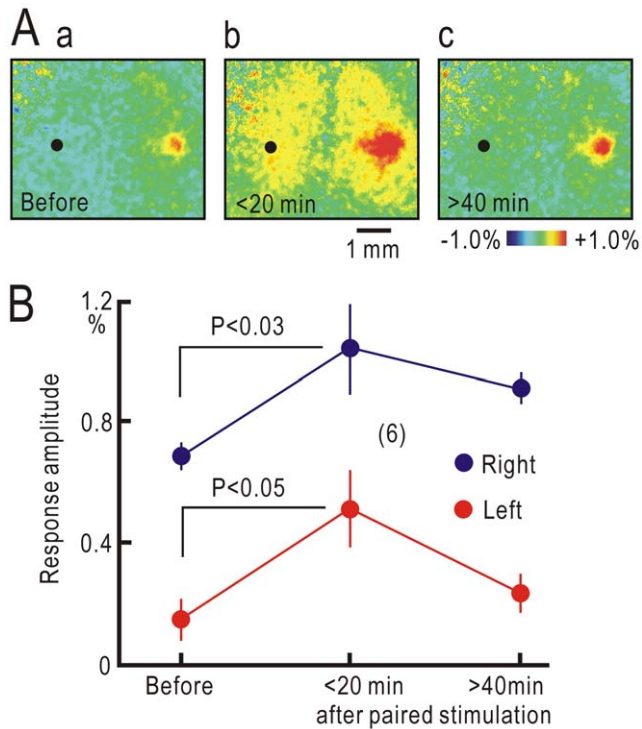 A a b c
Before <20 min >40 min
1 mm -1.0% +1.0%
B
1.2
%
P<0.03
0.8
(6)
Right
P<0.05
Left
Response amplitude
0.4
0
Before <20 min >40min
after paired stimulation